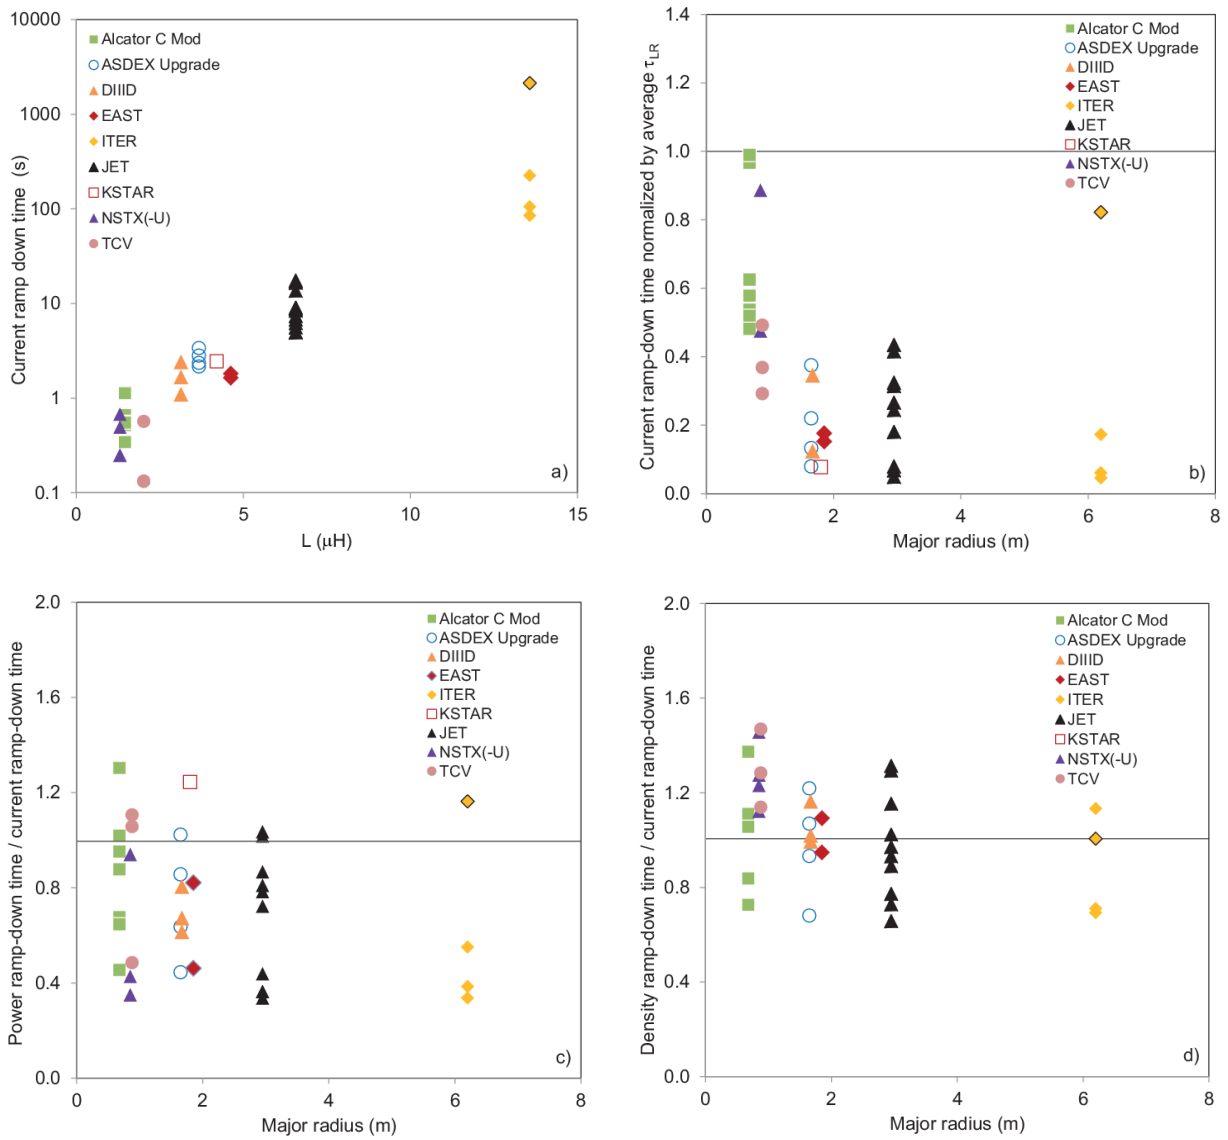 10000
1000
100
10
1
0.1
Current ramp down time (s)
Alcator C Mod
ASDEX Upgrade
DIIID
EAST
ITER
JET
KSTAR
NSTX(-U)
TCV
a)
0 5 10 15
L (μH)
1.4
1.2
1.0
0.8
0.6
0.4
0.2
0.0
Current ramp-down time normalized by average τLR
Alcator C Mod
ASDEX Upgrade
DIIID
EAST
ITER
JET
KSTAR
NSTX(-U)
TCV
b)
0 2 4 6 8
Major radius (m)
2.0
1.6
1.2
0.8
0.4
0.0
Power ramp-down time / current ramp-down time
Alcator C Mod
ASDEX Upgrade
DIIID
EAST
ITER
KSTAR
JET
NSTX(-U)
TCV
c)
0 2 4 6 8
Major radius (m)
2.0
1.6
1.2
0.8
0.4
0.0
Density ramp-down time / current ramp-down time
Alcator C Mod
ASDEX Upgrade
DIIID
EAST
ITER
JET
KSTAR
NSTX(-U)
TCV
d)
0 2 4 6 8
Major radius (m)